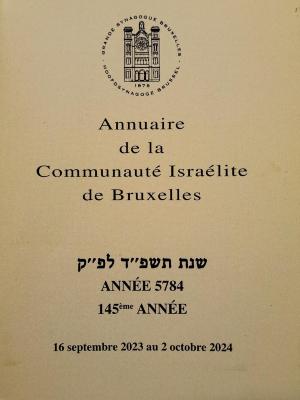 GRANDE SYNAGOGUE BRUXELLES
1878
HOOFDSYNAGOGE BRUSSEL
Annuaire
de la
Communauté Israélite
de Bruxelles
שנת תשפ״ד לפ״ק
ANNÉE 5784
145ème ANNÉE
16 septembre 2023 au 2 octobre 2024